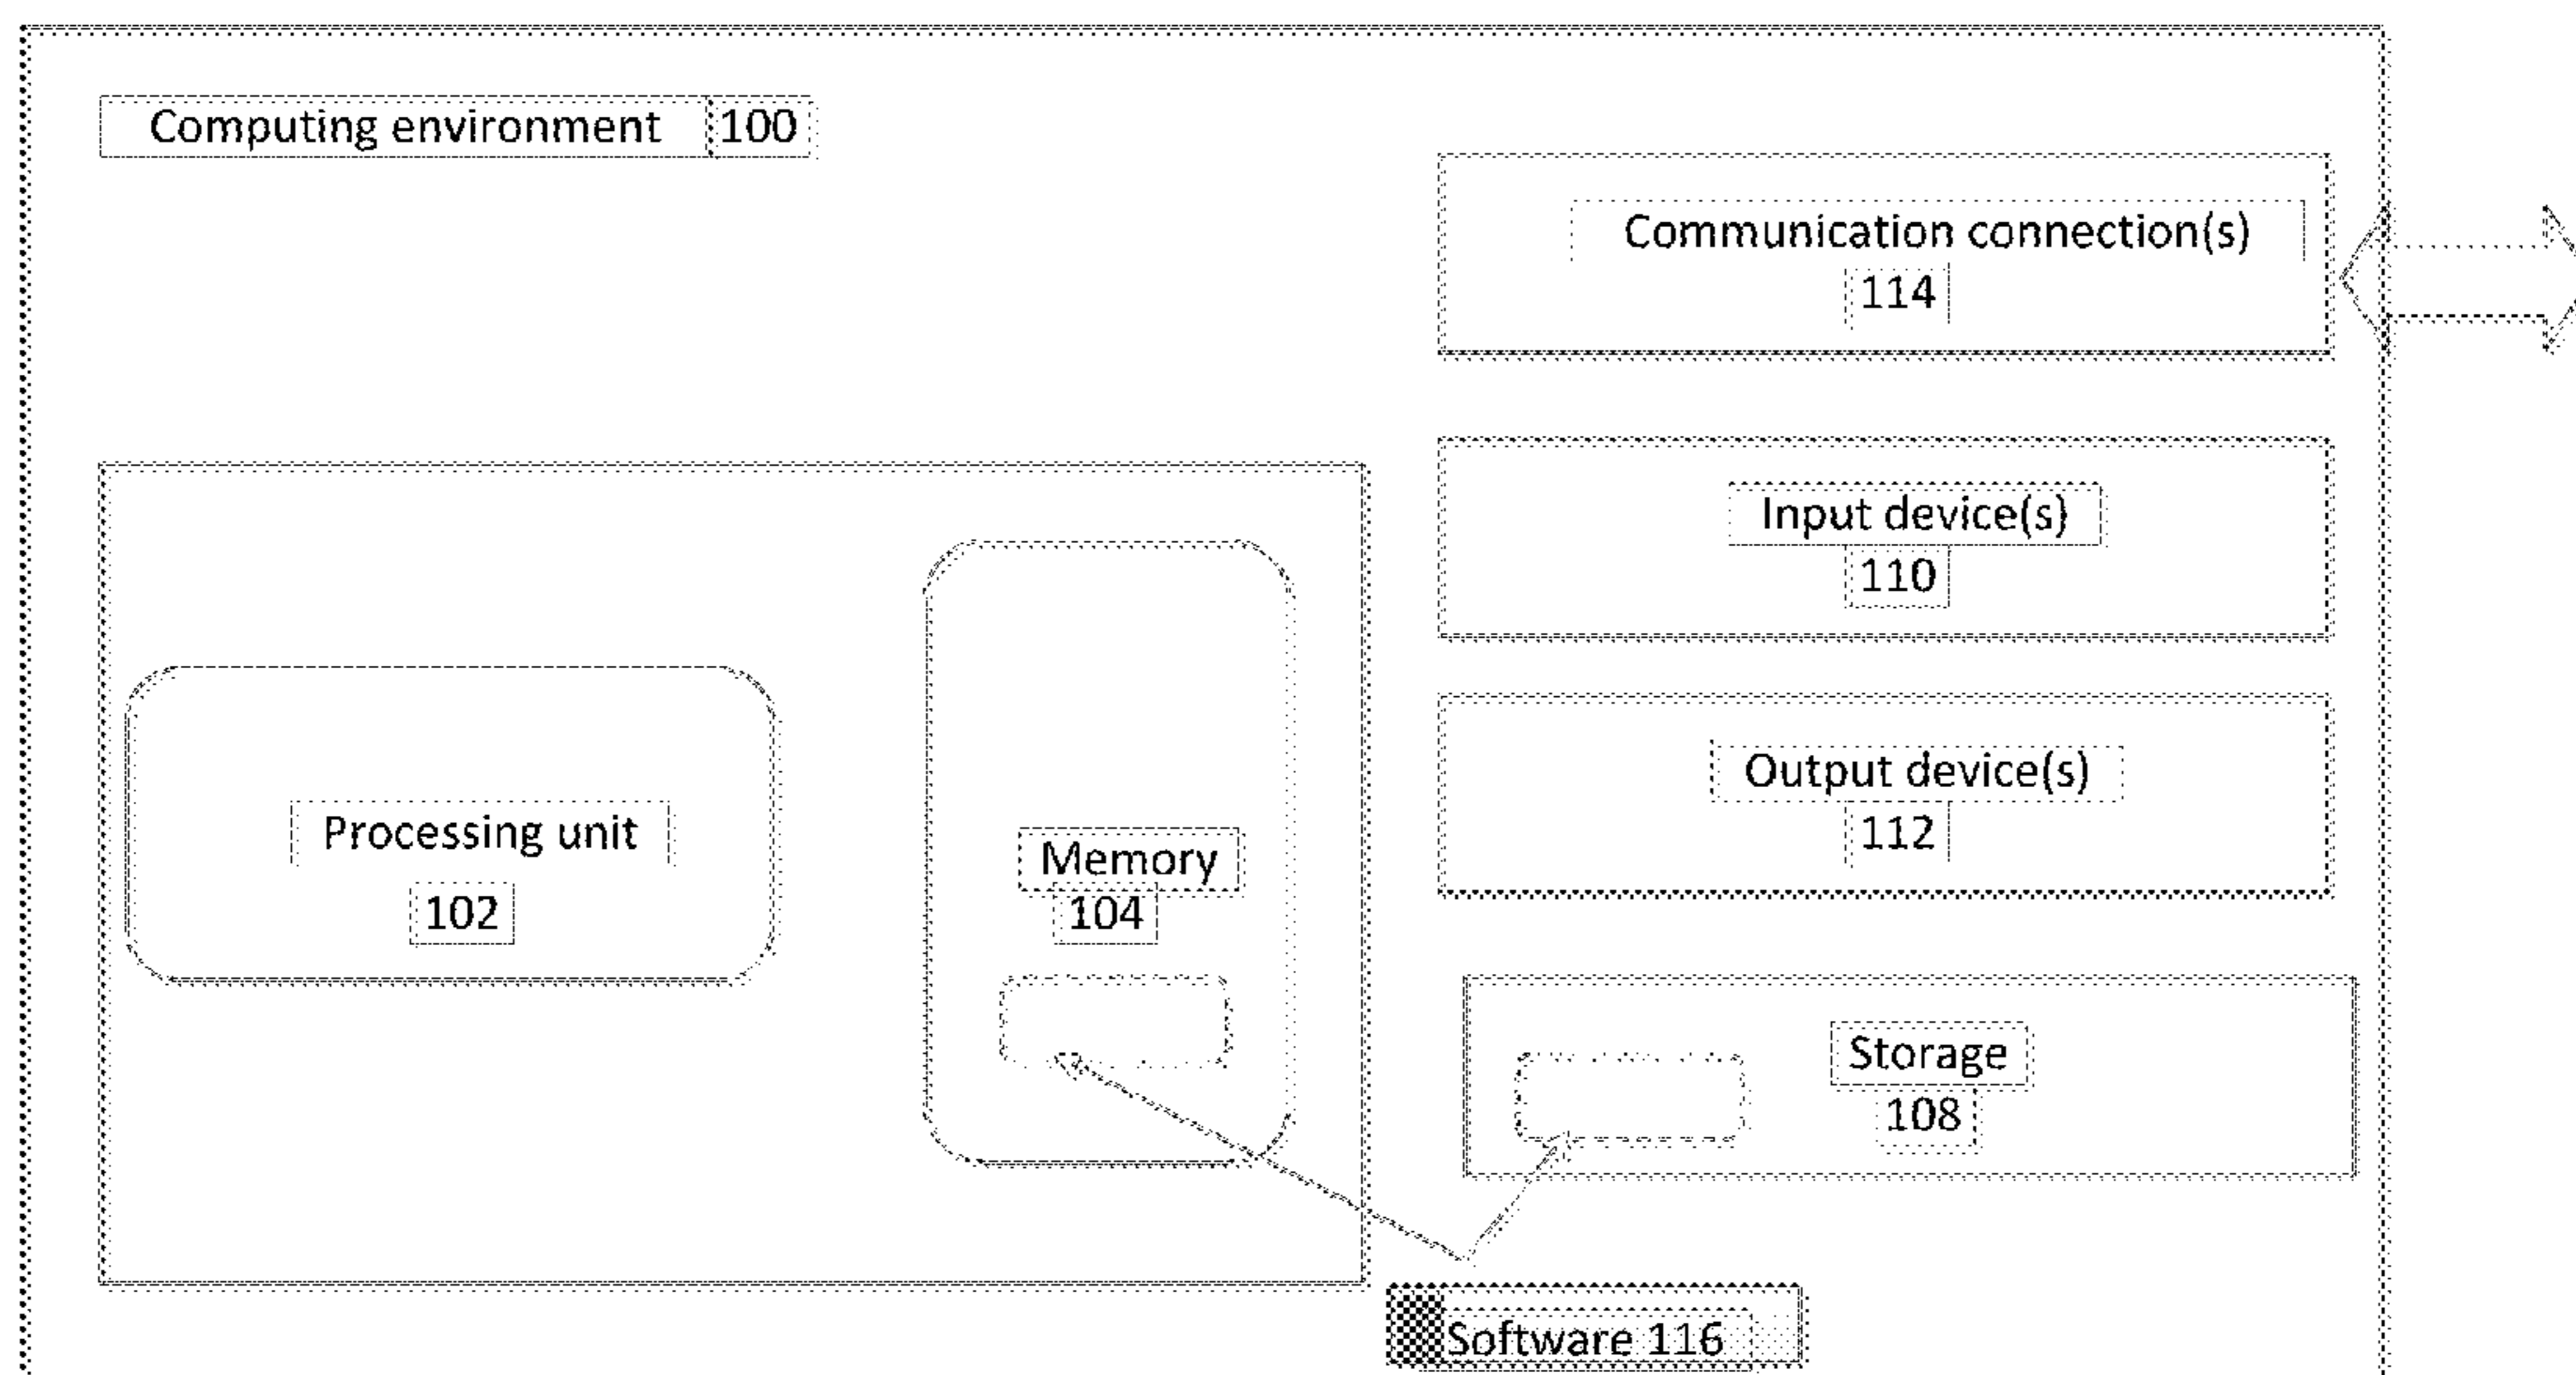 Computing environment 100
Communication connection(s)
114
Input device(s)
110
Output device(s)
112
Processing unit
102
Memory
104
Storage
108
Software 116